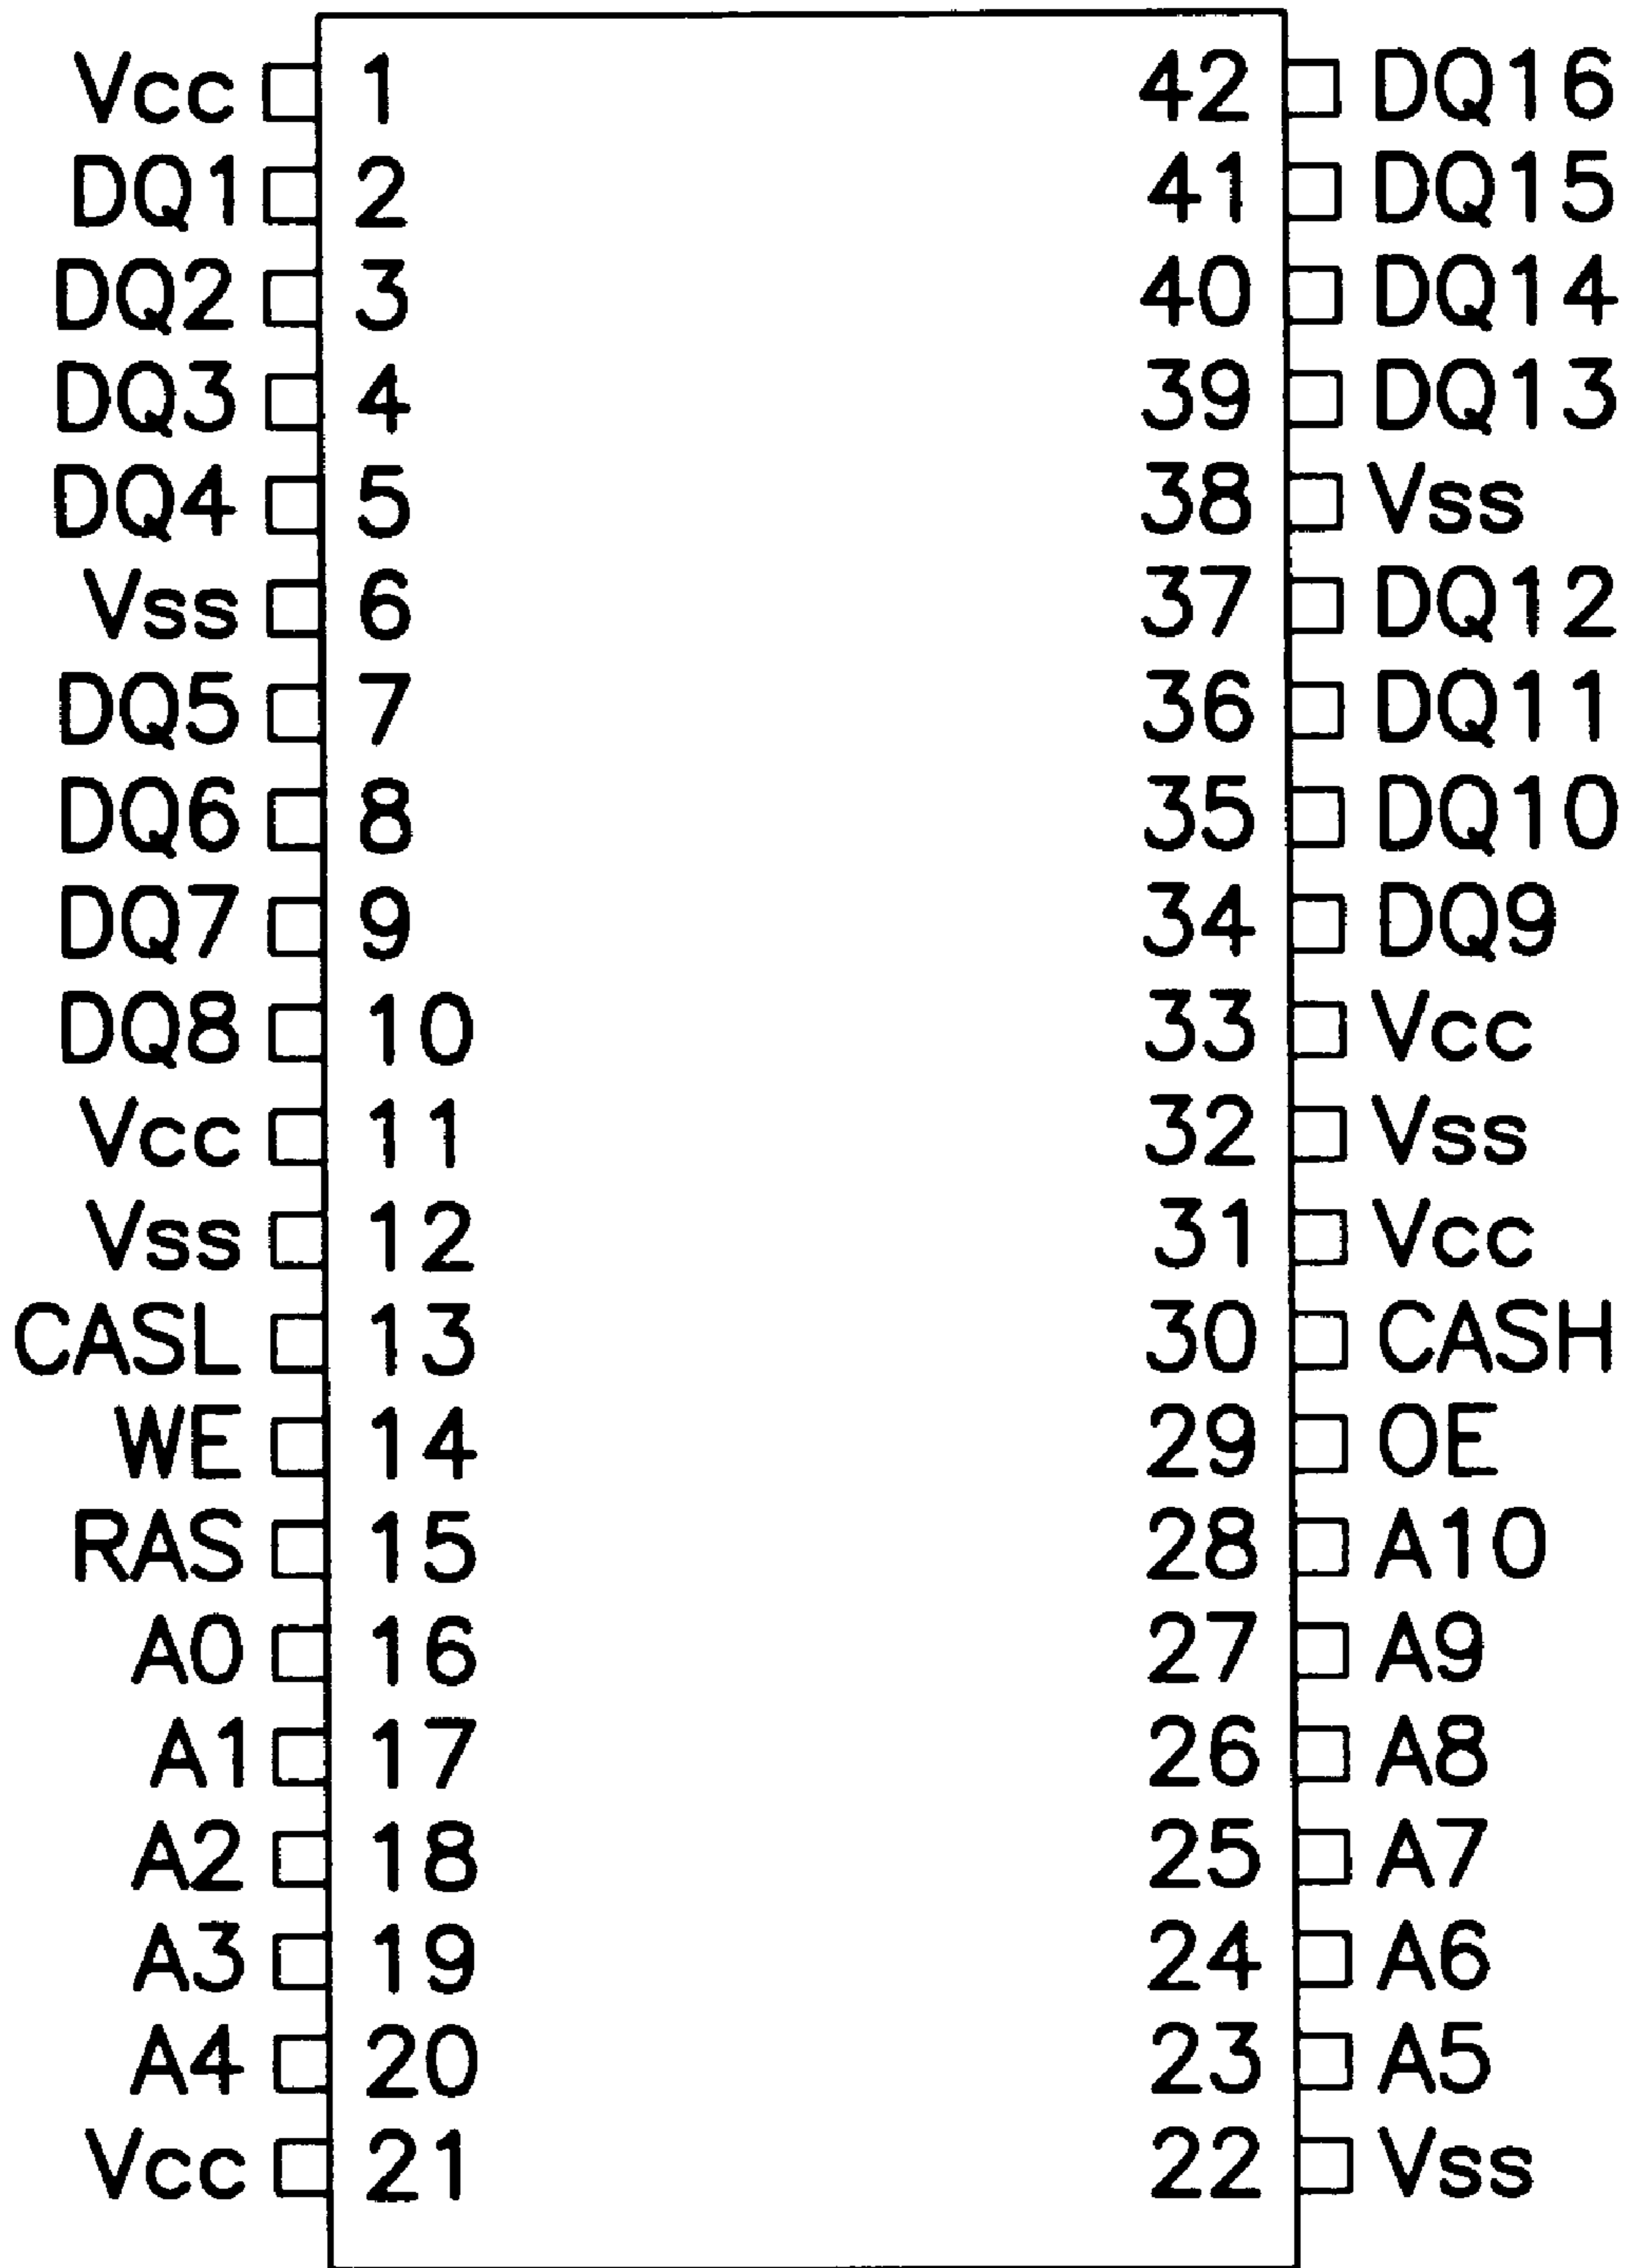 Vcc 1 42 DQ16
DQ1 2 41 DQ15
DQ2 3 40 DQ14
DQ3 4 39 DQ13
DQ4 5 38 Vss
Vss 6 37 DQ12
DQ5 7 36 DQ11
DQ6 8 35 DQ10
DQ7 9 34 DQ9
DQ8 10 33 Vcc
Vcc 11 32 Vss
Vss 12 31 Vcc
CASL 13 30 CASH
WE 14 29 OE
RAS 15 28 A10
A0 16 27 A9
A1 17 26 A8
A2 18 25 A7
A3 19 24 A6
A4 20 23 A5
Vcc 21 22 Vss